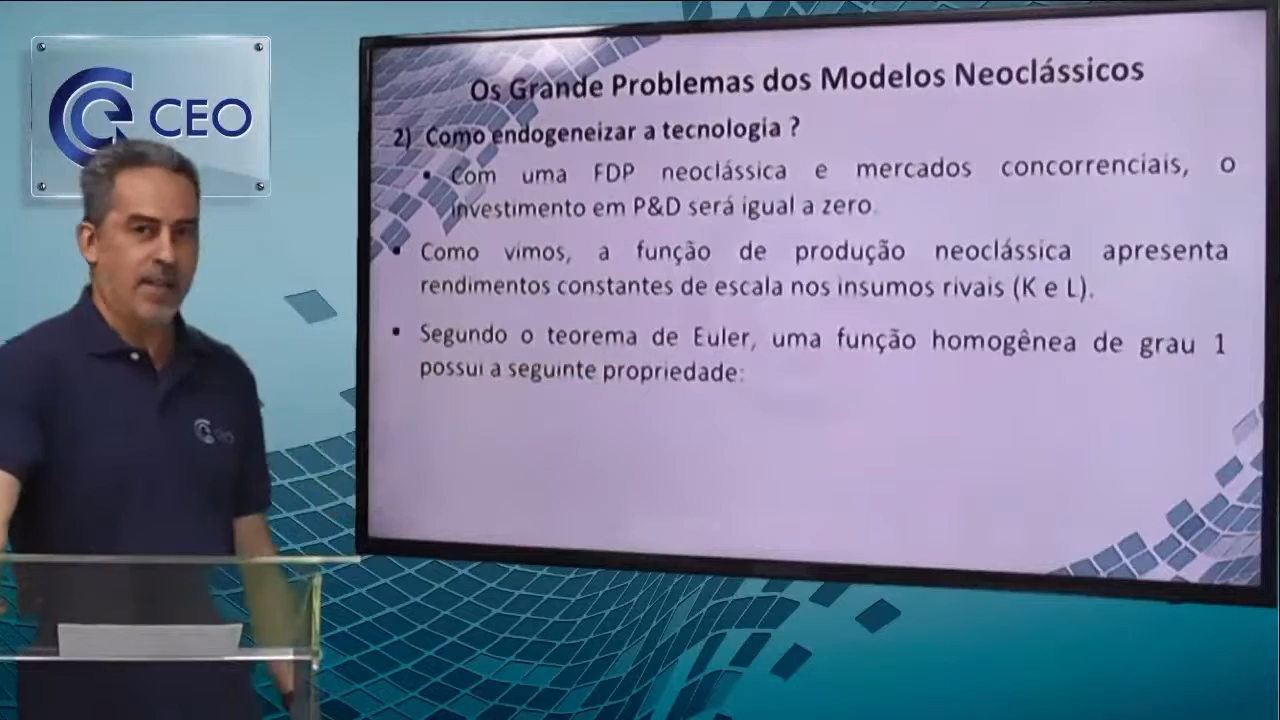 CEO
Os Grande Problemas dos Modelos Neoclássicos
2) Como endogeneizar a tecnologia ?
• Com uma FDP neoclássica e mercados concorrenciais, o
investimento em P&D será igual a zero.
▪ Como vimos, a função de produção neoclássica apresenta
rendimentos constantes de escala nos insumos rivais (K e L).
▪ Segundo o teorema de Euler, uma função homogênea de grau 1
possui a seguinte propriedade:
CEO